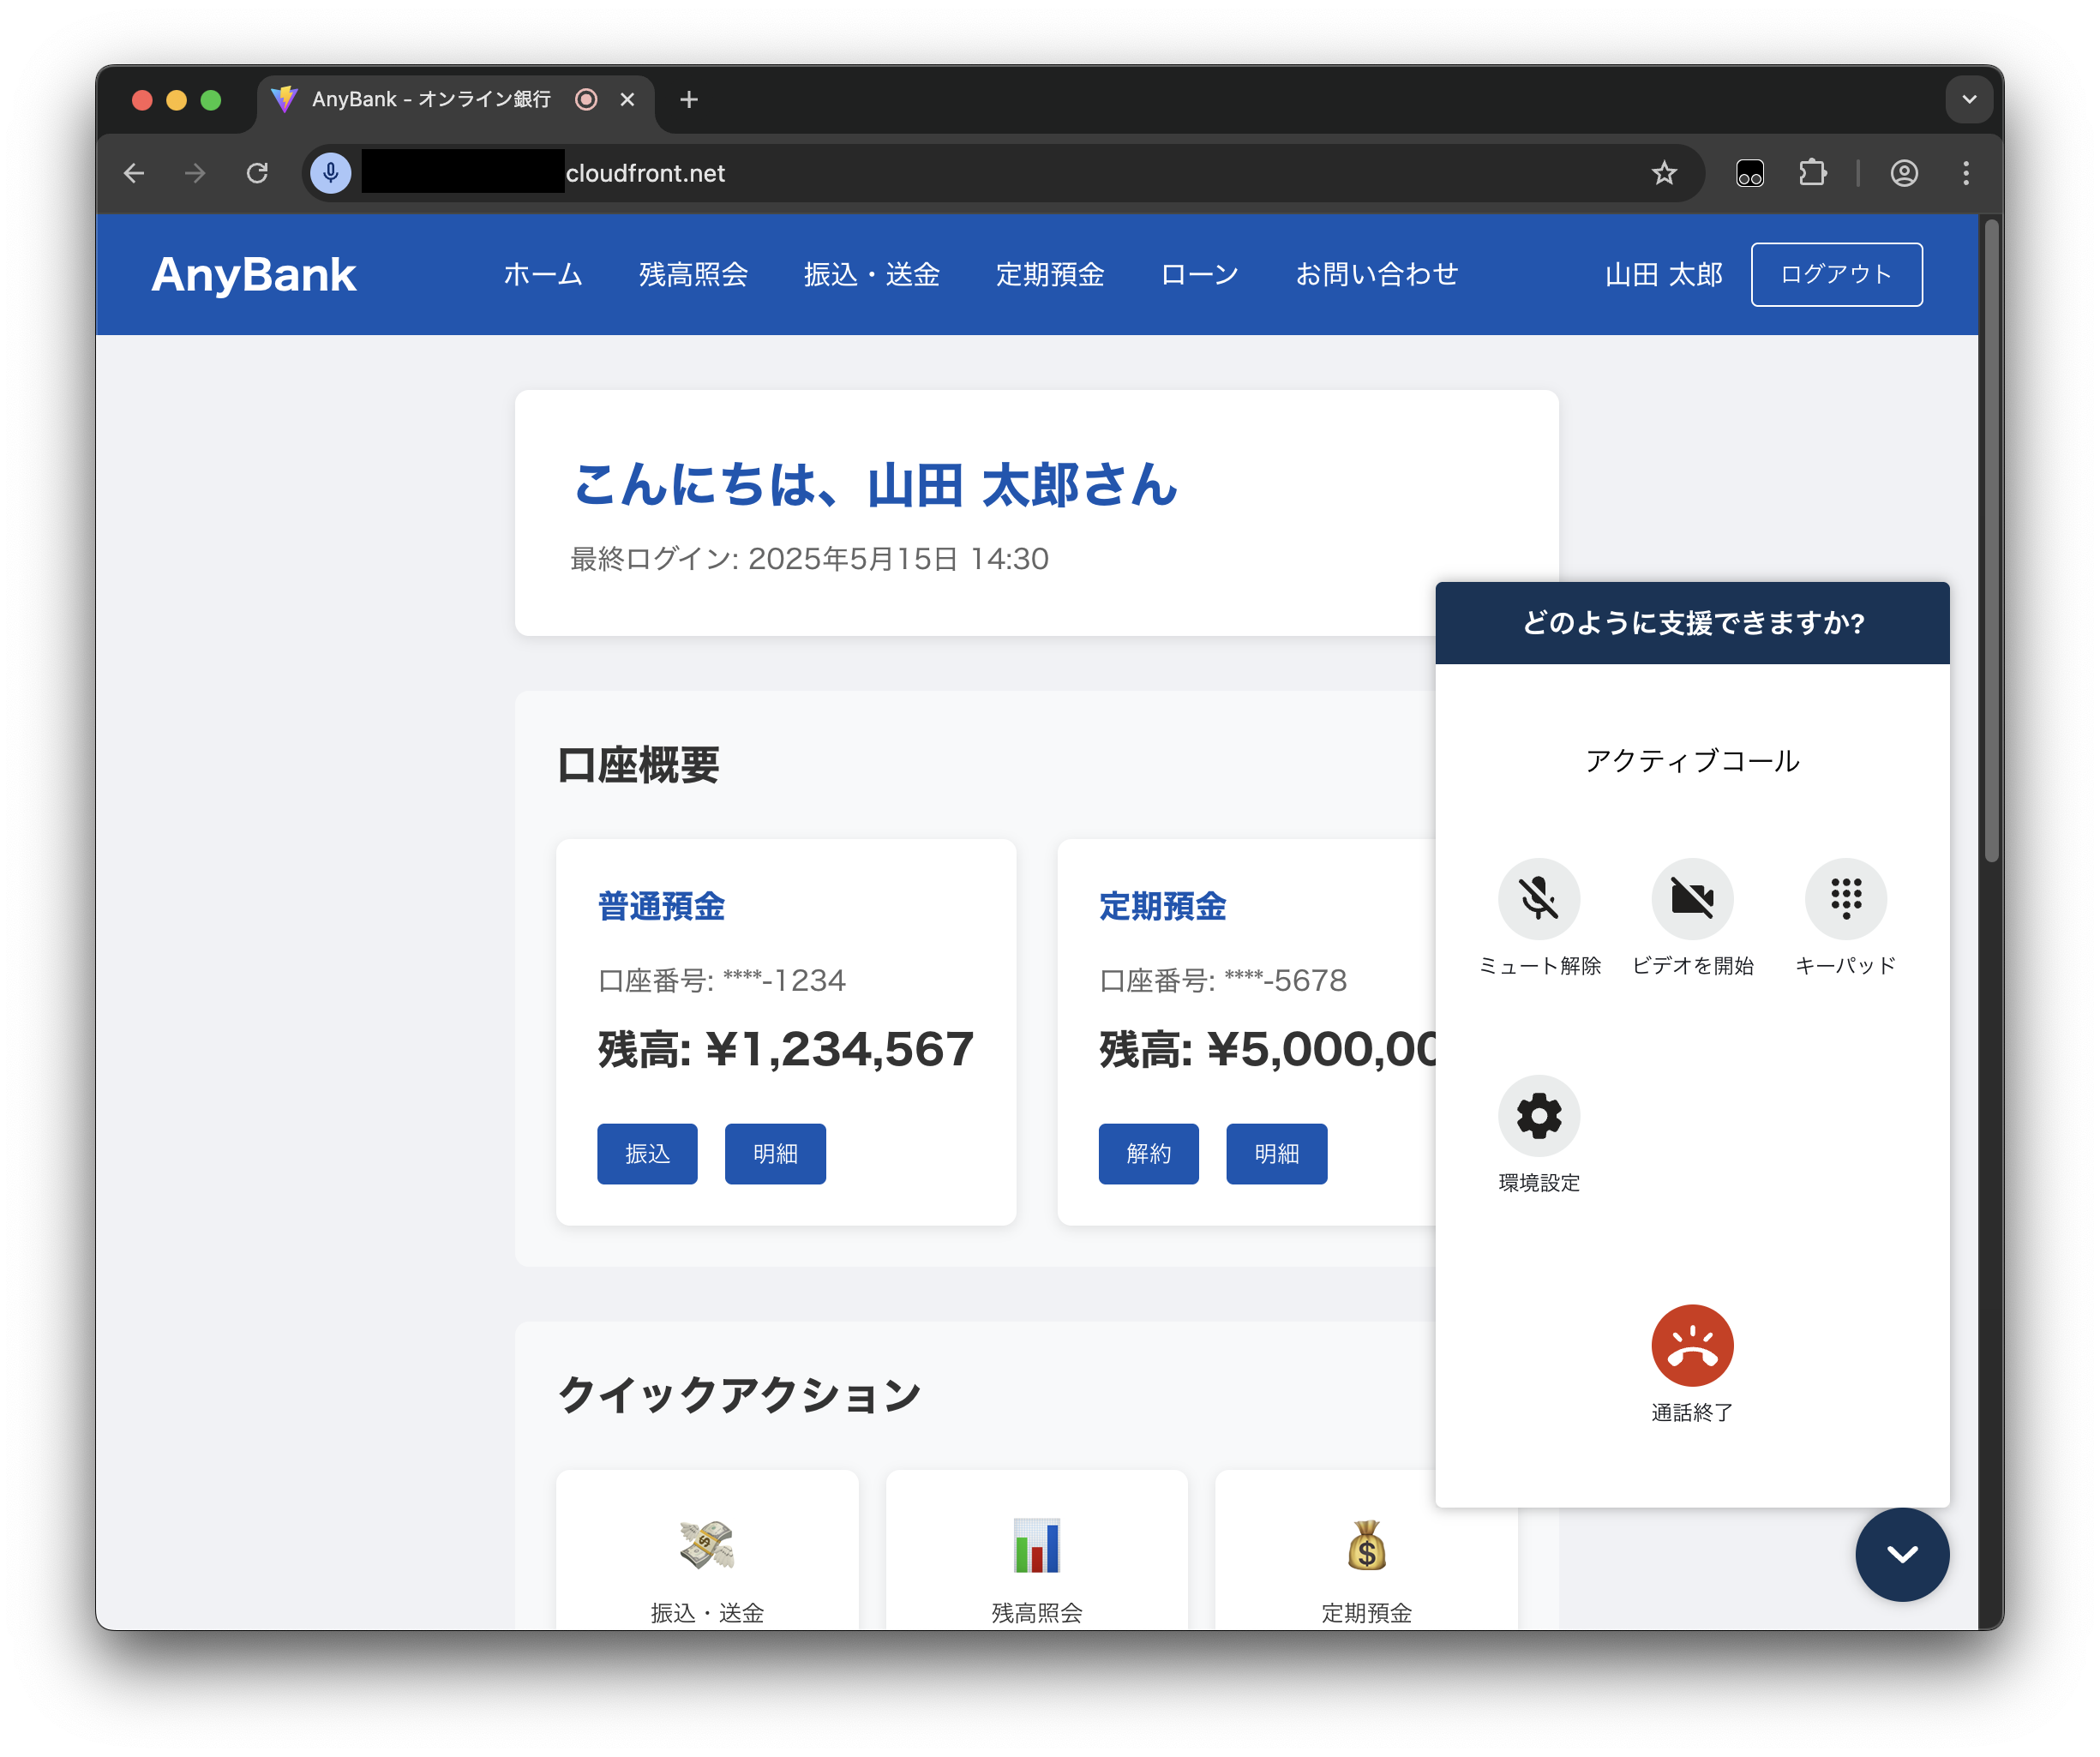 AnyBank - オンライン銀行
cloudfront.net
AnyBank
ホーム 残高照会 振込・送金 定期預金 ローン お問い合わせ 山田 太郎 ログアウト
こんにちは、山田 太郎さん
最終ログイン: 2025年5月15日 14:30
口座概要
普通預金
口座番号: ****-1234
残高: ¥1,234,567
振込 明細
定期預金
口座番号: ****-5678
残高: ¥5,000,00
解約 明細
クイックアクション
振込・送金
残高照会
定期預金
どのように支援できますか?
アクティブコール
ミュート解除 ビデオを開始 キーパッド
環境設定
通話終了